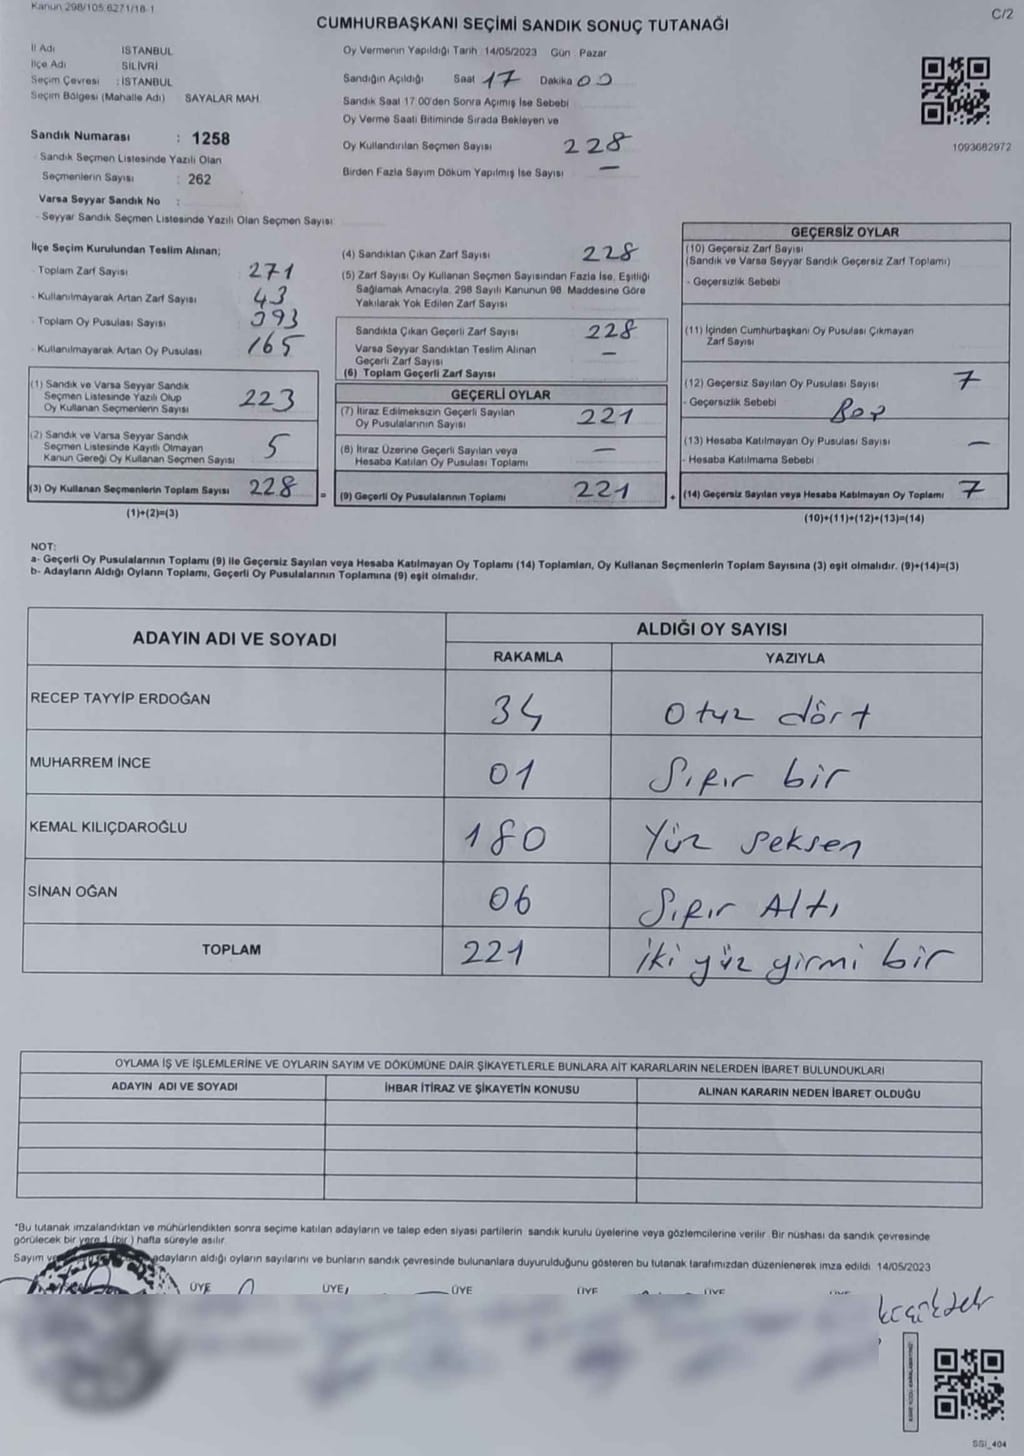 Kanun 298/105.6271/18-1
C/2
CUMHURBAŞKANI SEÇİMİ SANDIK SONUÇ TUTANAĞI
İl Adı İSTANBUL
İlçe Adı SİLİVRİ
Seçim Çevresi : İSTANBUL
Seçim Bölgesi (Mahalle Adı) SAYALAR MAH.
Sandık Numarası : 1258
- Sandık Seçmen Listesinde Yazılı Olan
Seçmenlerin Sayısı : 262
Varsa Seyyar Sandık No :
- Seyyar Sandık Seçmen Listesinde Yazılı Olan Seçmen Sayısı:
Oy Vermenin Yapıldığı Tarih 14/05/2023 Gün Pazar
Sandığın Açıldığı Saat 17 Dakika 00
Sandık Saat 17:00'den Sonra Açımış İse Sebebi
Oy Verme Saati Bitiminde Sırada Bekleyen ve
Oy Kullandırılan Seçmen Sayısı 228
Birden Fazla Sayım Döküm Yapılmış İse Sayısı —
1093682972
İlçe Seçim Kurulundan Teslim Alınan;
- Toplam Zarf Sayısı 271
- Kullanılmayarak Artan Zarf Sayısı 43
- Toplam Oy Pusulası Sayısı 393
- Kullanılmayarak Artan Oy Pusulası 165
(1) Sandık ve Varsa Seyyar Sandık
Seçmen Listesinde Yazılı Olup
Oy Kullanan Seçmenlerin Sayısı 223
(2) Sandık ve Varsa Seyyar Sandık
Seçmen Listesinde Kayıtlı Olmayan
Kanun Gereği Oy Kullanan Seçmen Sayısı 5
(3) Oy Kullanan Seçmenlerin Toplam Sayısı 228 =
(1)+(2)=(3)
(4) Sandıktan Çıkan Zarf Sayısı 228
(5) Zarf Sayısı Oy Kullanan Seçmen Sayısından Fazla İse, Eşitliği
Sağlamak Amacıyla, 298 Sayılı Kanunun 98. Maddesine Göre
Yakılarak Yok Edilen Zarf Sayısı
Sandıkta Çıkan Geçerli Zarf Sayısı 228
Varsa Seyyar Sandıktan Teslim Alınan
Geçerli Zarf Sayısı —
(6) Toplam Geçerli Zarf Sayısı
GEÇERLİ OYLAR
(7) İtiraz Edilmeksizin Geçerli Sayılan
Oy Pusulalarının Sayısı 221
(8) İtiraz Üzerine Geçerli Sayılan veya
Hesaba Katılan Oy Pusulası Toplamı —
(9) Geçerli Oy Pusulalarının Toplamı 221 +
GEÇERSİZ OYLAR
(10) Geçersiz Zarf Sayısı
(Sandık ve Varsa Seyyar Sandık Geçersiz Zarf Toplamı)
- Geçersizlik Sebebi
(11) İçinden Cumhurbaşkanı Oy Pusulası Çıkmayan
Zarf Sayısı
(12) Geçersiz Sayılan Oy Pusulası Sayısı 7
- Geçersizlik Sebebi Boş
(13) Hesaba Katılmayan Oy Pusulası Sayısı —
- Hesaba Katılmama Sebebi
(14) Geçersiz Sayılan veya Hesaba Katılmayan Oy Toplamı 7
(10)+(11)+(12)+(13)=(14)
NOT:
a- Geçerli Oy Pusulalarının Toplamı (9) ile Geçersiz Sayılan veya Hesaba Katılmayan Oy Toplamı (14) Toplamları, Oy Kullanan Seçmenlerin Toplam Sayısına (3) eşit olmalıdır. (9)+(14)=(3)
b- Adayların Aldığı Oyların Toplamı, Geçerli Oy Pusulalarının Toplamına (9) eşit olmalıdır.
ADAYIN ADI VE SOYADI ALDIĞI OY SAYISI
RAKAMLA YAZIYLA
RECEP TAYYİP ERDOĞAN 34 Otuz dört
MUHARREM İNCE 01 Sıfır bir
KEMAL KILIÇDAROĞLU 180 Yüz seksen
SİNAN OĞAN 06 Sıfır Altı
TOPLAM 221 iki yüz yirmi bir
OYLAMA İŞ VE İŞLEMLERİNE VE OYLARIN SAYIM VE DÖKÜMÜNE DAİR ŞİKAYETLERLE BUNLARA AİT KARARLARIN NELERDEN İBARET BULUNDUKLARI
ADAYIN ADI VE SOYADI İHBAR İTİRAZ VE ŞİKAYETİN KONUSU ALINAN KARARIN NEDEN İBARET OLDUĞU
*Bu tutanak imzalandıktan ve mühürlendikten sonra seçime katılan adayların ve talep eden siyasi partilerin sandık kurulu üyelerine veya gözlemcilerine verilir. Bir nüshası da sandık çevresinde
görülecek bir yere 1 (bir) hafta süreyle asılır.
Sayım ve adayların aldığı oyların sayılarını ve bunların sandık çevresinde bulunanlara duyurulduğunu gösteren bu tutanak tarafımızdan düzenlenerek imza edildi. 14/05/2023
ÜYE ÜYE ÜYE ÜYE ÜYE
SSI_404